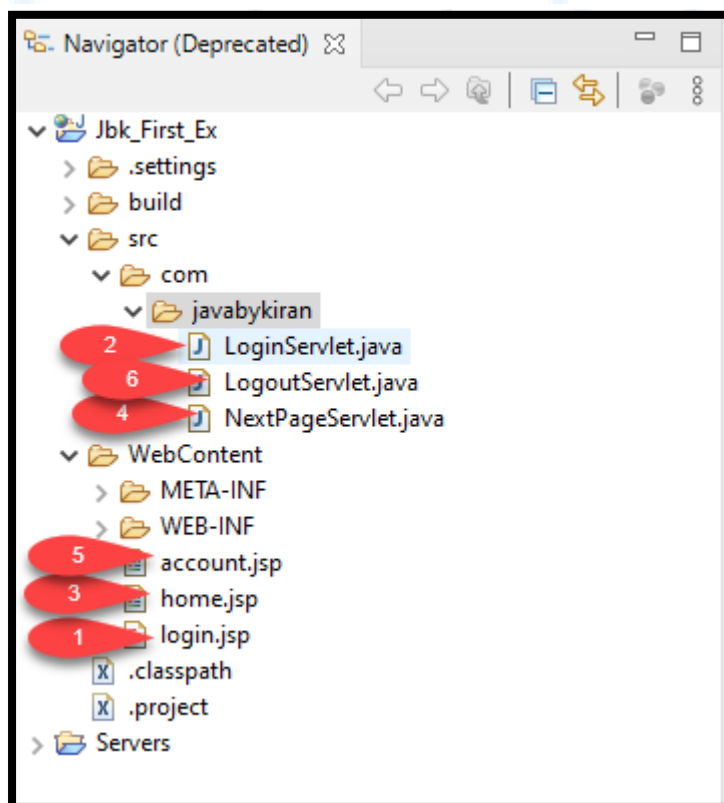 Navigator (Deprecated)
Jbk_First_Ex
.settings
build
src
com
javabykiran
2 J LoginServlet.java
6 J LogoutServlet.java
4 J NextPageServlet.java
WebContent
META-INF
WEB-INF
5 account.jsp
3 home.jsp
1 login.jsp
X .classpath
X .project
Servers